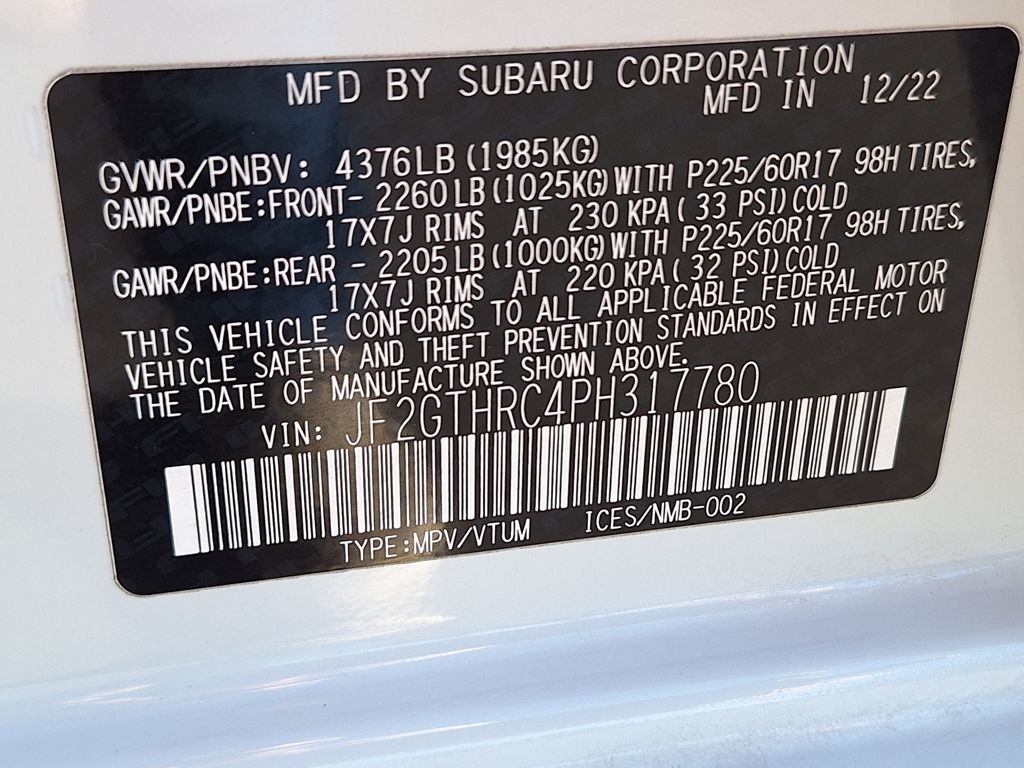 MFD BY SUBARU CORPORATION
MFD IN 12/22
GVWR/PNBV: 4376LB(1985KG)
GAWR/PNBE:FRONT- 2260LB(1025KG)WITH P225/60R17 98H TIRES,
17X7J RIMS AT 230 KPA( 33 PSI)COLD
GAWR/PNBE:REAR - 2205LB(1000KG)WITH P225/60R17 98H TIRES,
17X7J RIMS AT 220 KPA( 32 PSI)COLD
THIS VEHICLE CONFORMS TO ALL APPLICABLE FEDERAL MOTOR
VEHICLE SAFETY AND THEFT PREVENTION STANDARDS IN EFFECT ON
THE DATE OF MANUFACTURE SHOWN ABOVE.
VIN: JF2GTHRC4PH317780
TYPE:MPV/VTUM ICES/NMB-002